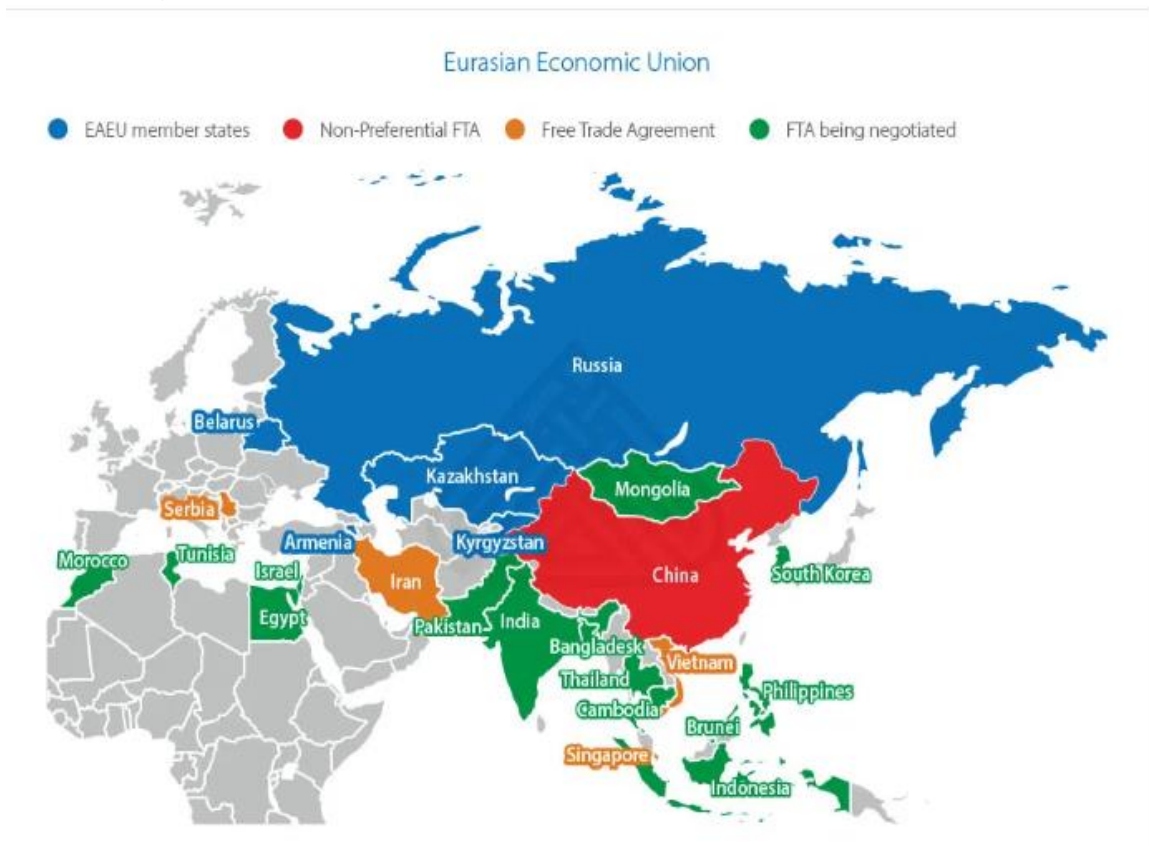 Eurasian Economic Union
EAEU member states
Non-Preferential FTA
Free Trade Agreement
FTA being negotiated
Russia
Belarus
Kazakhstan
Mongolia
Serbia
Armenia
Kyrgyzstan
Morocco
Tunisia
Israel
Iran
China
South Korea
Egypt
Pakistan
India
Bangladesh
Vietnam
Thailand
Philippines
Cambodia
Brunei
Singapore
Indonesia